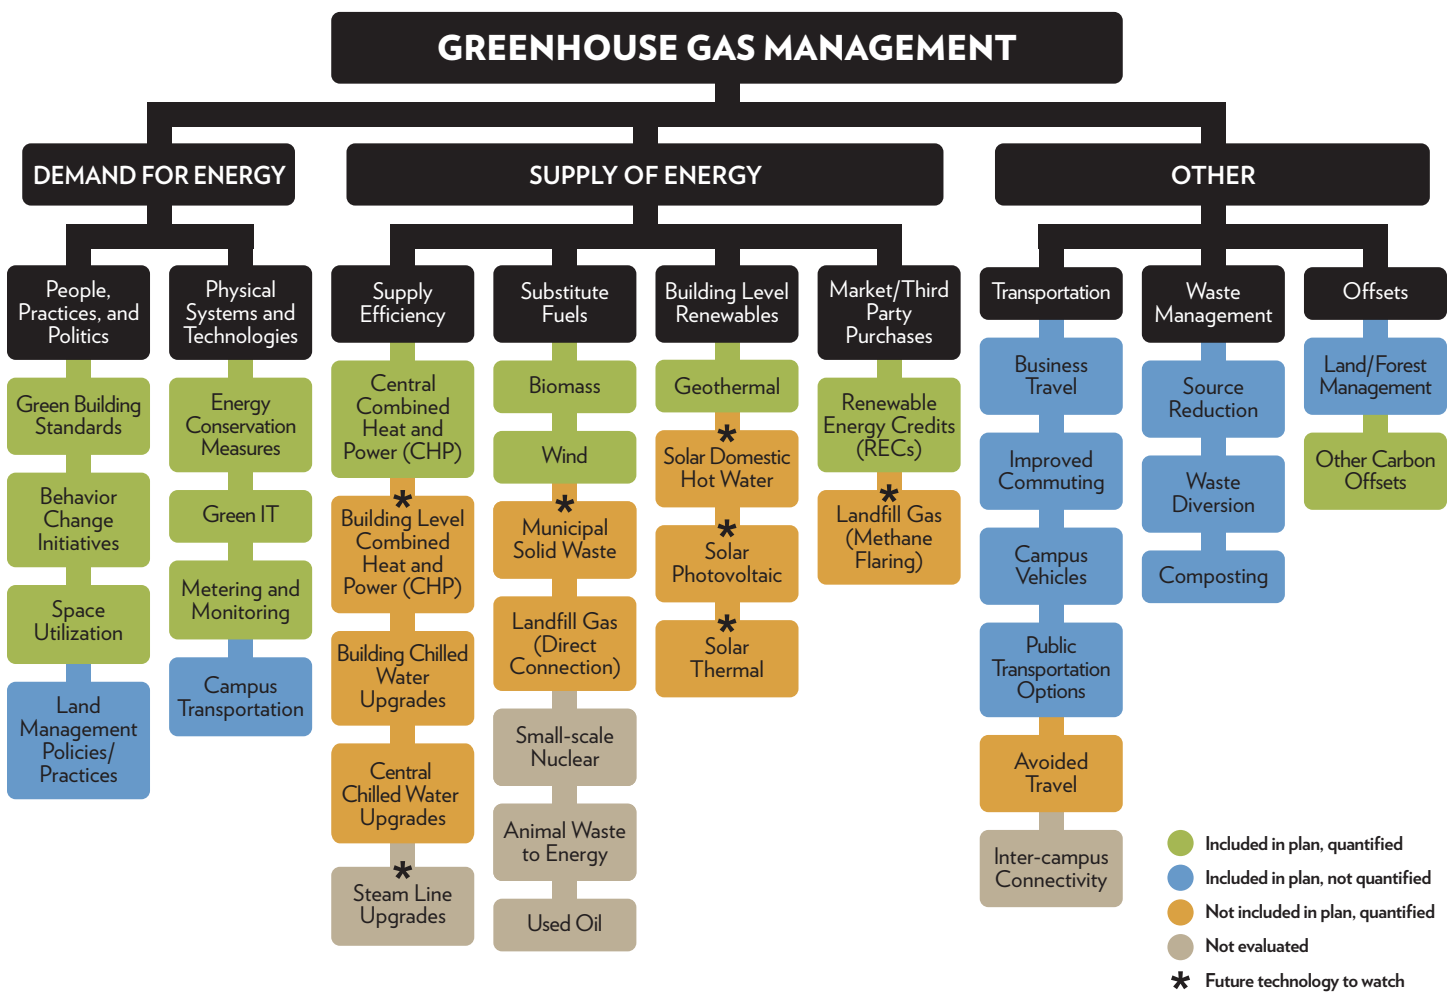 GREENHOUSE GAS MANAGEMENT
DEMAND FOR ENERGY
SUPPLY OF ENERGY
OTHER
People,
Practices, and
Politics
Green Building
Standards
Behavior
Change
Initiatives
Space
Utilization
Land
Management
Policies/
Practices
Physical
Systems and
Technologies
Energy
Conservation
Measures
Green IT
Metering and
Monitoring
Campus
Transportation
Supply
Efficiency
Central
Combined
Heat and
Power (CHP)
*
Building Level
Combined
Heat and
Power (CHP)
Building Chilled
Water
Upgrades
Central
Chilled Water
Upgrades
*
Steam Line
Upgrades
Substitute
Fuels
Biomass
Wind
*
Municipal
Solid Waste
Landfill Gas
(Direct
Connection)
Small-scale
Nuclear
Animal Waste
to Energy
Used Oil
Building Level
Renewables
Geothermal
*
Solar Domestic
Hot Water
*
Solar
Photovoltaic
*
Solar
Thermal
Market/Third
Party
Purchases
Renewable
Energy Credits
(RECs)
*
Landfill Gas
(Methane
Flaring)
Transportation
Business
Travel
Improved
Commuting
Campus
Vehicles
Public
Transportation
Options
Avoided
Travel
Inter-campus
Connectivity
Waste
Management
Source
Reduction
Waste
Diversion
Composting
Offsets
Land/Forest
Management
Other Carbon
Offsets
Included in plan, quantified
Included in plan, not quantified
Not included in plan, quantified
Not evaluated
* Future technology to watch